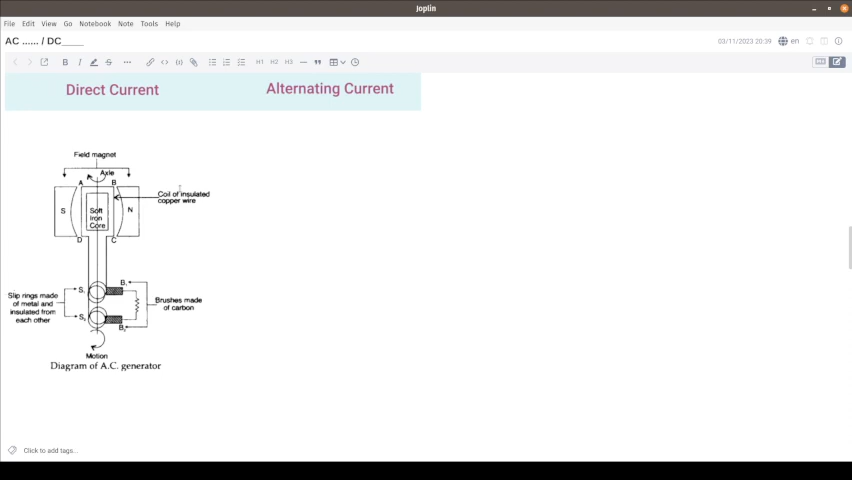 Joplin
File Edit View Go Notebook Note Tools Help
AC ...... / DC____
03/11/2023 20:39 en
B I S H1 H2 H3
Direct Current Alternating Current
Field magnet
Axle
A B
Coil of insulated
copper wire
S Soft N
Iron
Core
D C
S₁ B₁
Slip rings made
of metal and
insulated from
each other
Brushes made
of carbon
S₂ B₂
Motion
Diagram of A.C. generator
Click to add tags...